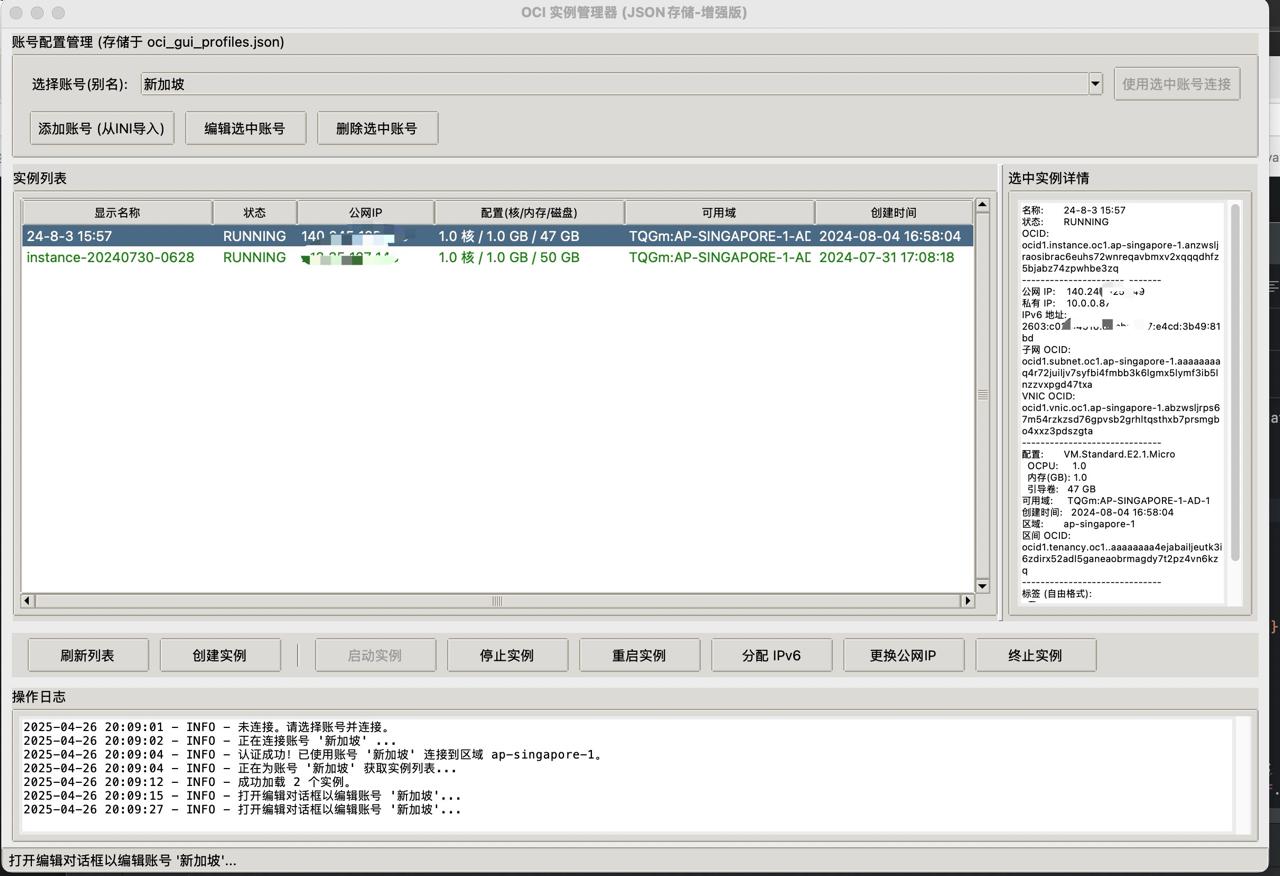 OCI 实例管理器 (JSON存储-增强版)
账号配置管理 (存储于 oci_gui_profiles.json)
选择账号(别名): 新加坡 使用选中账号连接
添加账号 (从INI导入) 编辑选中账号 删除选中账号
实例列表
显示名称 状态 公网IP 配置(核/内存/磁盘) 可用域 创建时间
24-8-3 15:57 RUNNING 1.0 核 / 1.0 GB / 47 GB TQGm:AP-SINGAPORE-1-AD 2024-08-04 16:58:04
instance-20240730-0628 RUNNING 1.0 核 / 1.0 GB / 50 GB TQGm:AP-SINGAPORE-1-AD 2024-07-31 17:08:18
选中实例详情
名称: 24-8-3 15:57
状态: RUNNING
OCID:
ocid1.instance.oc1.ap-singapore-1.anzwslj
raosibrac6euhs72wnreqavbmxv2xqqqdhfz
5bjabz74zpwhbe3zq
公网 IP:
私有 IP: 10.0.0.8
IPv6 地址:
7:e4cd:3b49:81
bd
子网 OCID:
ocid1.subnet.oc1.ap-singapore-1.aaaaaaaa
q4r72juiljv7syfbi4fmbb3k6lgmx5lymf3ib5l
nzzvxpgd47txa
VNIC OCID:
ocid1.vnic.oc1.ap-singapore-1.abzwsljrps6
7m54rzkzsd76gpvsb2grhltqsthxb7prsmgb
o4xxz3pdszgta
------------------------------
配置: VM.Standard.E2.1.Micro
OCPU: 1.0
内存(GB): 1.0
引导卷: 47 GB
可用域: TQGm:AP-SINGAPORE-1-AD-1
创建时间: 2024-08-04 16:58:04
区域: ap-singapore-1
区间 OCID:
ocid1.tenancy.oc1..aaaaaaaa4ejabailjeutk3i
6zdirx52adl5ganeaobrmagdy7t2pz4vn6kz
q
------------------------------
标签 (自由格式):
刷新列表 创建实例 启动实例 停止实例 重启实例 分配 IPv6 更换公网IP 终止实例
操作日志
2025-04-26 20:09:01 - INFO - 未连接。请选择账号并连接。
2025-04-26 20:09:02 - INFO - 正在连接账号 '新加坡' ...
2025-04-26 20:09:04 - INFO - 认证成功! 已使用账号 '新加坡' 连接到区域 ap-singapore-1。
2025-04-26 20:09:04 - INFO - 正在为账号 '新加坡' 获取实例列表...
2025-04-26 20:09:12 - INFO - 成功加载 2 个实例。
2025-04-26 20:09:15 - INFO - 打开编辑对话框以编辑账号 '新加坡'...
2025-04-26 20:09:27 - INFO - 打开编辑对话框以编辑账号 '新加坡'...
打开编辑对话框以编辑账号 '新加坡'...